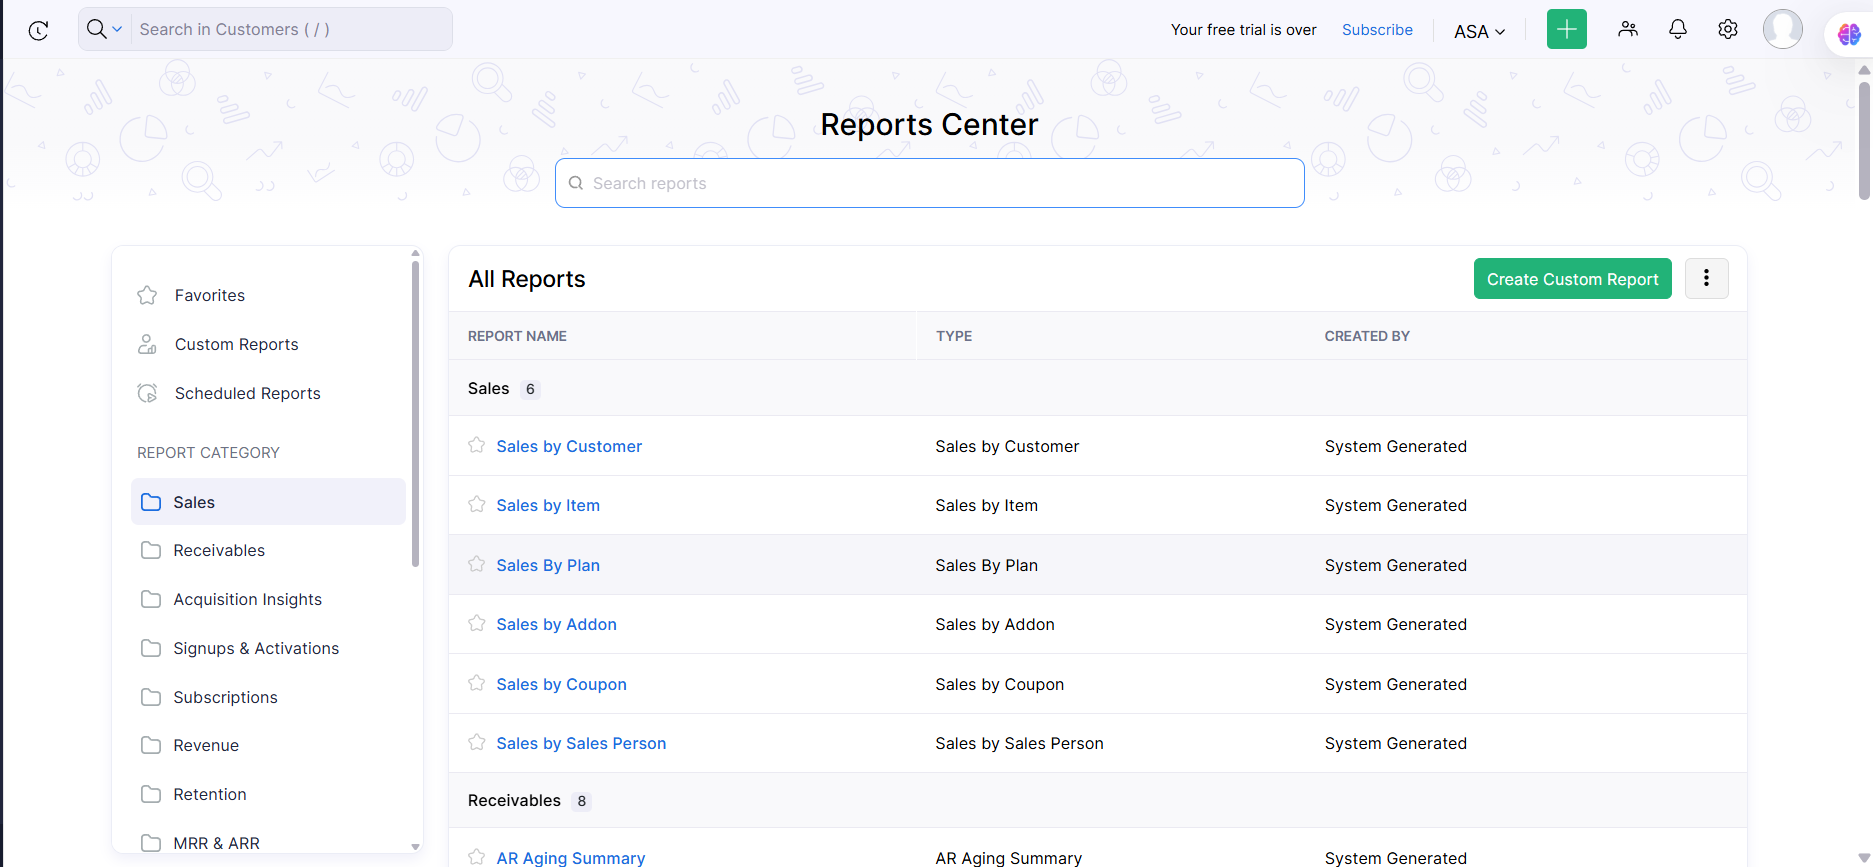 Search in Customers ( / )
Your free trial is over
Subscribe
ASA
Reports Center
Search reports
Favorites
Custom Reports
Scheduled Reports
REPORT CATEGORY
Sales
Receivables
Acquisition Insights
Signups & Activations
Subscriptions
Revenue
Retention
MRR & ARR
All Reports
Create Custom Report
REPORT NAME TYPE CREATED BY
Sales 6
Sales by Customer Sales by Customer System Generated
Sales by Item Sales by Item System Generated
Sales By Plan Sales By Plan System Generated
Sales by Addon Sales by Addon System Generated
Sales by Coupon Sales by Coupon System Generated
Sales by Sales Person Sales by Sales Person System Generated
Receivables 8
AR Aging Summary AR Aging Summary System Generated